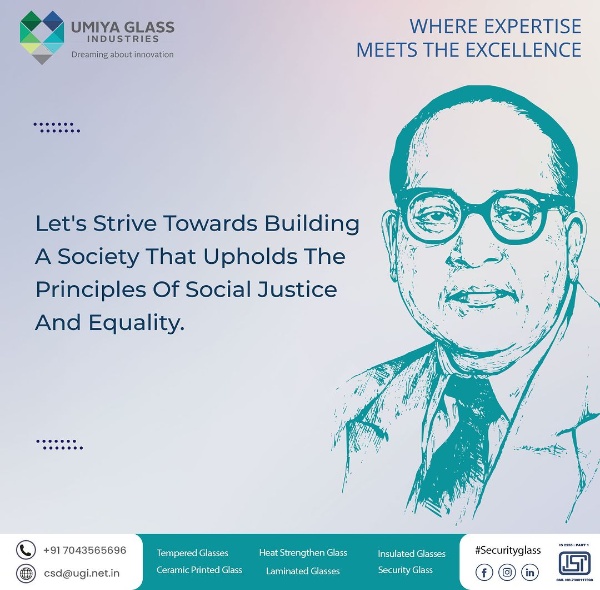 UMIYA GLASS
INDUSTRIES
Dreaming about innovation
WHERE EXPERTISE
MEETS THE EXCELLENCE
Let's Strive Towards Building
A Society That Upholds The
Principles Of Social Justice
And Equality.
+91 7043565696
csd@ugi.net.in
Tempered Glasses
Heat Strengthen Glass
Insulated Glasses
Ceramic Printed Glass
Laminated Glasses
Security Glass
#Securityglass